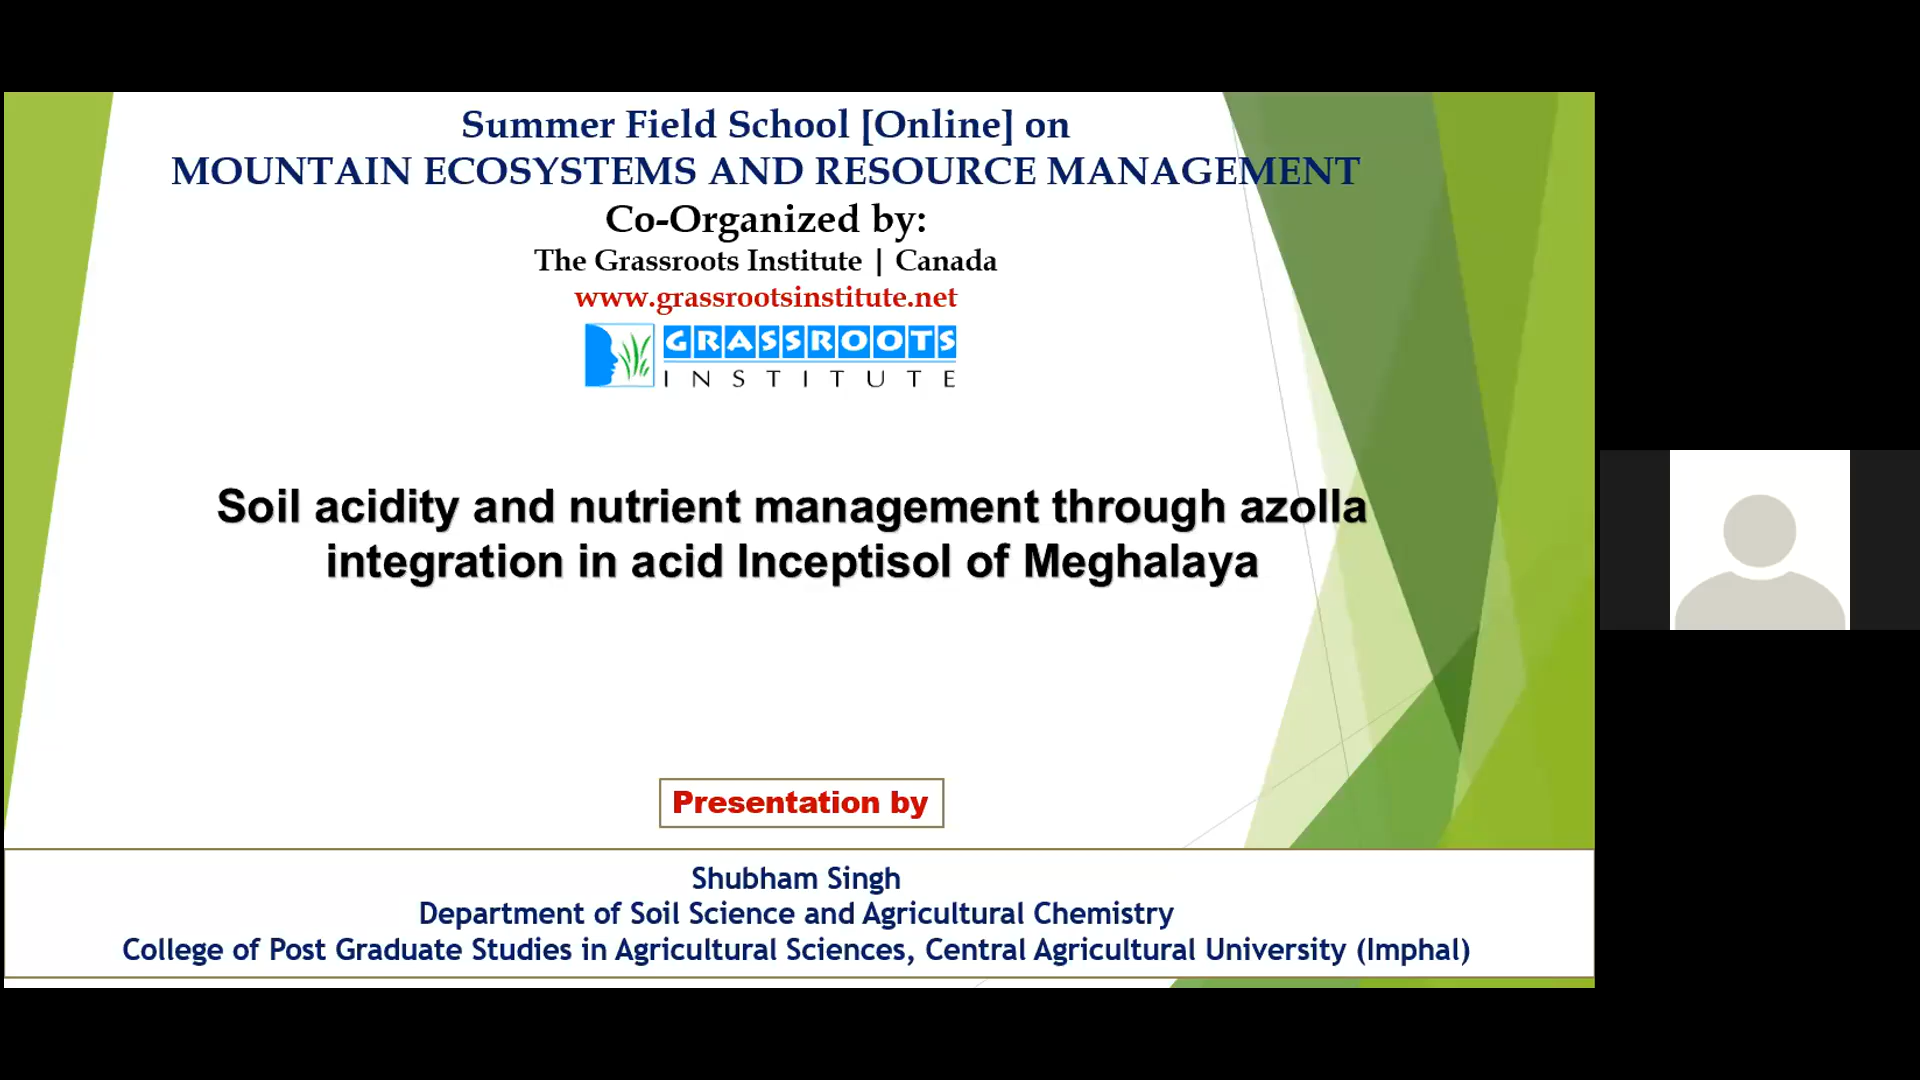 Summer Field School [Online] on
MOUNTAIN ECOSYSTEMS AND RESOURCE MANAGEMENT
Co-Organized by:
The Grassroots Institute | Canada
www.grassrootsinstitute.net
GRASSROOTS
INSTITUTE
Soil acidity and nutrient management through azolla
integration in acid Inceptisol of Meghalaya
Presentation by
Shubham Singh
Department of Soil Science and Agricultural Chemistry
College of Post Graduate Studies in Agricultural Sciences, Central Agricultural University (Imphal)